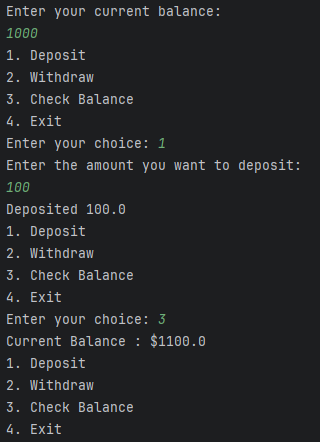 Enter your current balance:
1000
1. Deposit
2. Withdraw
3. Check Balance
4. Exit
Enter your choice: 1
Enter the amount you want to deposit:
100
Deposited 100.0
1. Deposit
2. Withdraw
3. Check Balance
4. Exit
Enter your choice: 3
Current Balance : $1100.0
1. Deposit
2. Withdraw
3. Check Balance
4. Exit